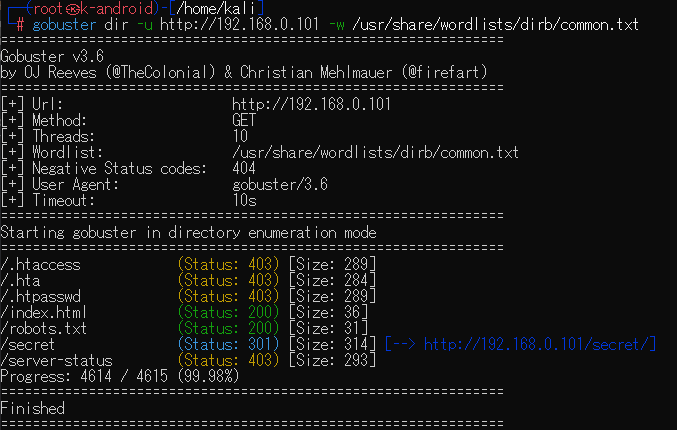 ┌──(root㉿k-android)-[/home/kali]
└─# gobuster dir -u http://192.168.0.101 -w /usr/share/wordlists/dirb/common.txt
===============================================================
Gobuster v3.6
by OJ Reeves (@TheColonial) & Christian Mehlmauer (@firefart)
===============================================================
[+] Url:                     http://192.168.0.101
[+] Method:                  GET
[+] Threads:                 10
[+] Wordlist:                /usr/share/wordlists/dirb/common.txt
[+] Negative Status codes:   404
[+] User Agent:              gobuster/3.6
[+] Timeout:                 10s
===============================================================
Starting gobuster in directory enumeration mode
===============================================================
/.htaccess            (Status: 403) [Size: 289]
/.hta                 (Status: 403) [Size: 284]
/.htpasswd            (Status: 403) [Size: 289]
/index.html           (Status: 200) [Size: 36]
/robots.txt           (Status: 200) [Size: 31]
/secret               (Status: 301) [Size: 314] [--> http://192.168.0.101/secret/]
/server-status        (Status: 403) [Size: 293]
Progress: 4614 / 4615 (99.98%)
===============================================================
Finished
===============================================================